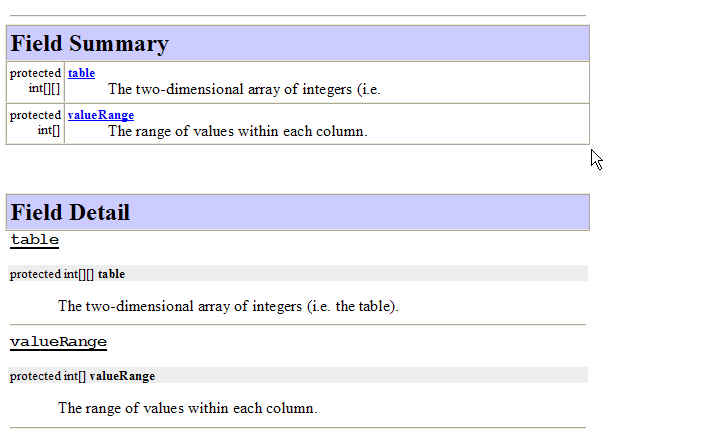 Field Summary
protected int[][] table
The two-dimensional array of integers (i.e.
protected int[] valueRange
The range of values within each column.
Field Detail
table
protected int[][] table
The two-dimensional array of integers (i.e. the table).
valueRange
protected int[] valueRange
The range of values within each column.